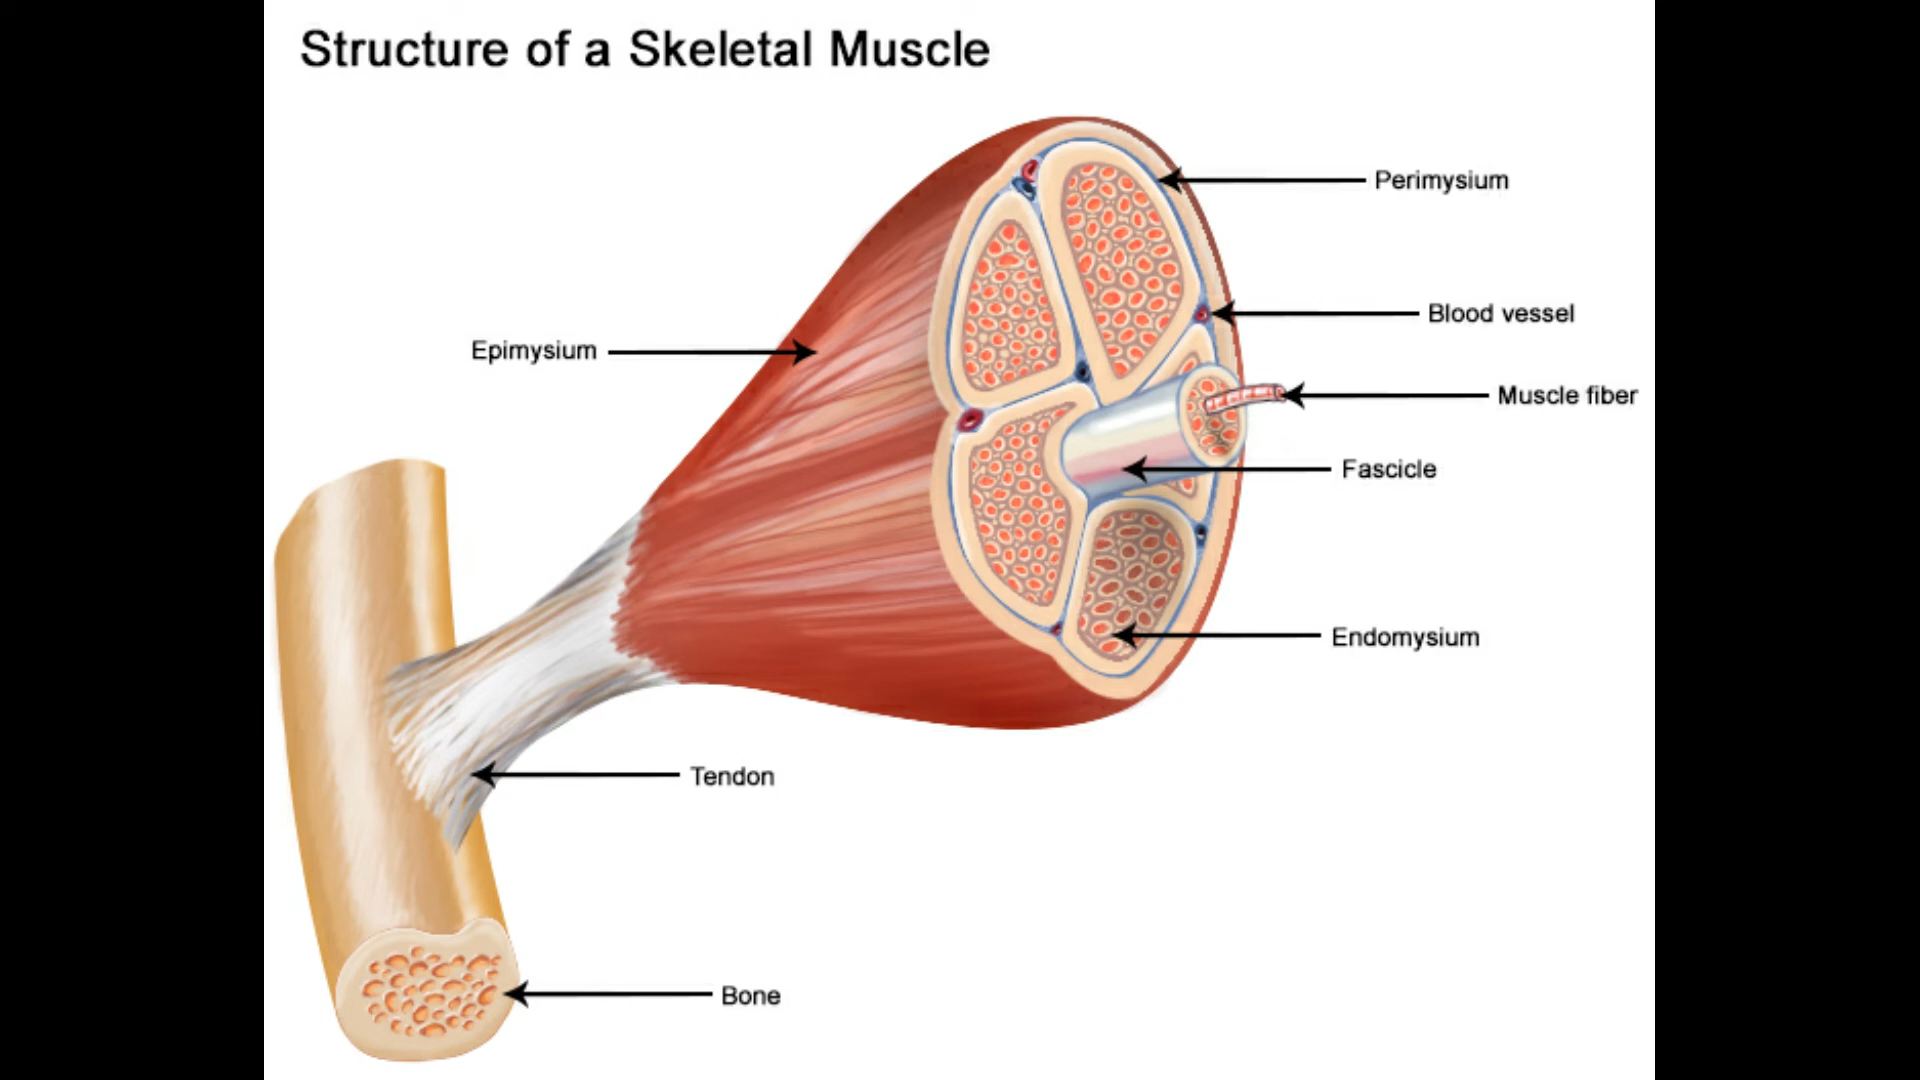 Structure of a Skeletal Muscle
Perimysium
Blood vessel
Epimysium
Muscle fiber
Fascicle
Endomysium
Tendon
Bone